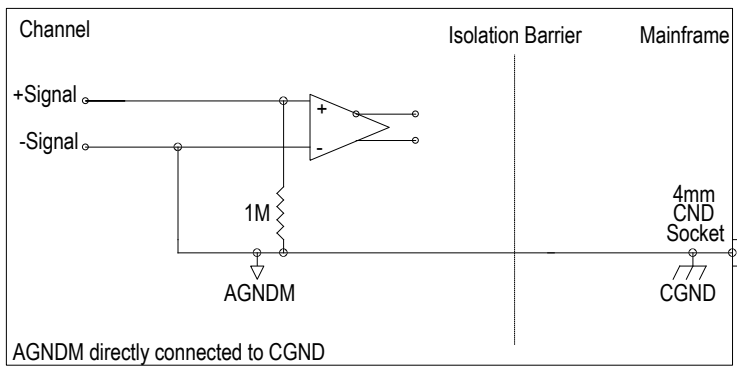 Channel
Isolation Barrier
Mainframe
+Signal
-Signal
+
-
1M
4mm
CND
Socket
AGNDM
CGND
AGNDM directly connected to CGND